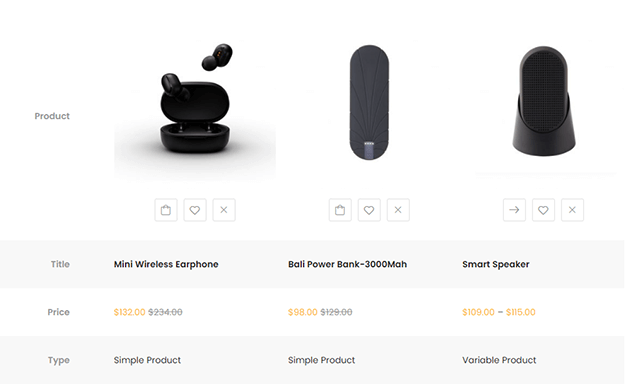 Product
Title Mini Wireless Earphone Bali Power Bank-3000Mah Smart Speaker
Price $132.00 $234.00 $98.00 $129.00 $109.00 – $115.00
Type Simple Product Simple Product Variable Product